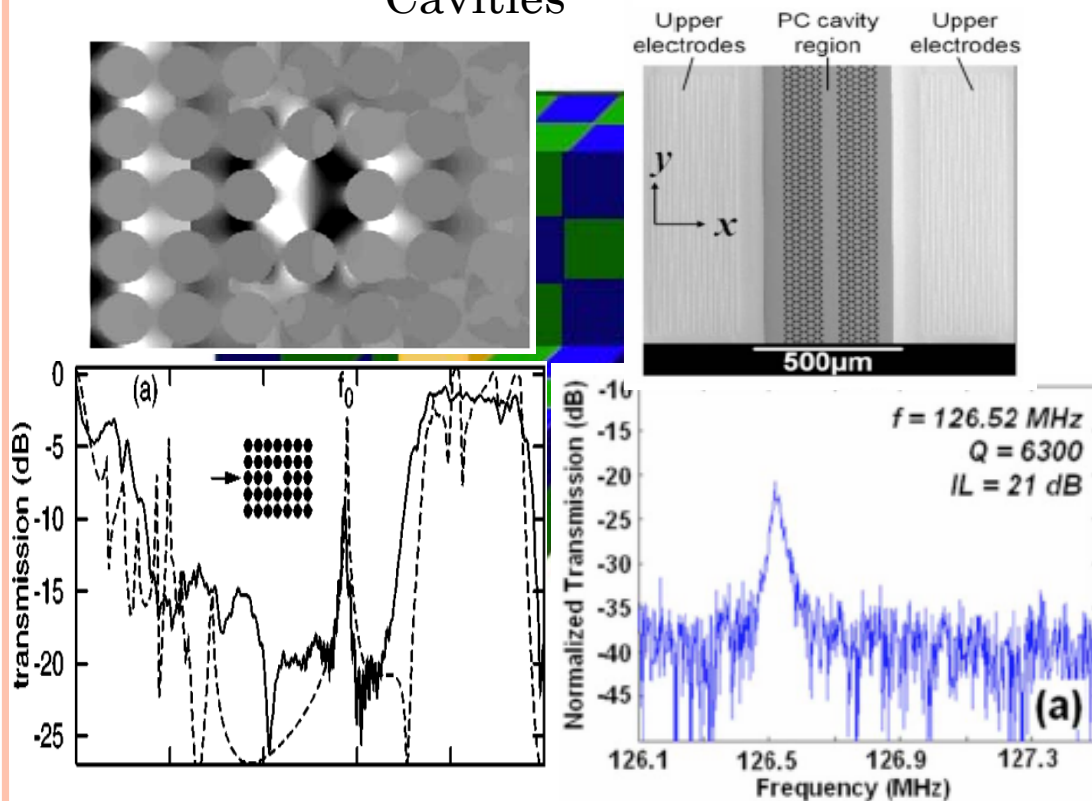 Cavities
Upper electrodes
PC cavity region
Upper electrodes
y
x
500µm
transmission (dB)
0
-5
-10
-15
-20
-25
(a)
f0
Normalized Transmission (dB)
-10
-15
-20
-30
-35
-40
-45
f = 126.52 MHz
Q = 6300
IL = 21 dB
(a)
126.1
126.5
126.9
127.3
Frequency (MHz)